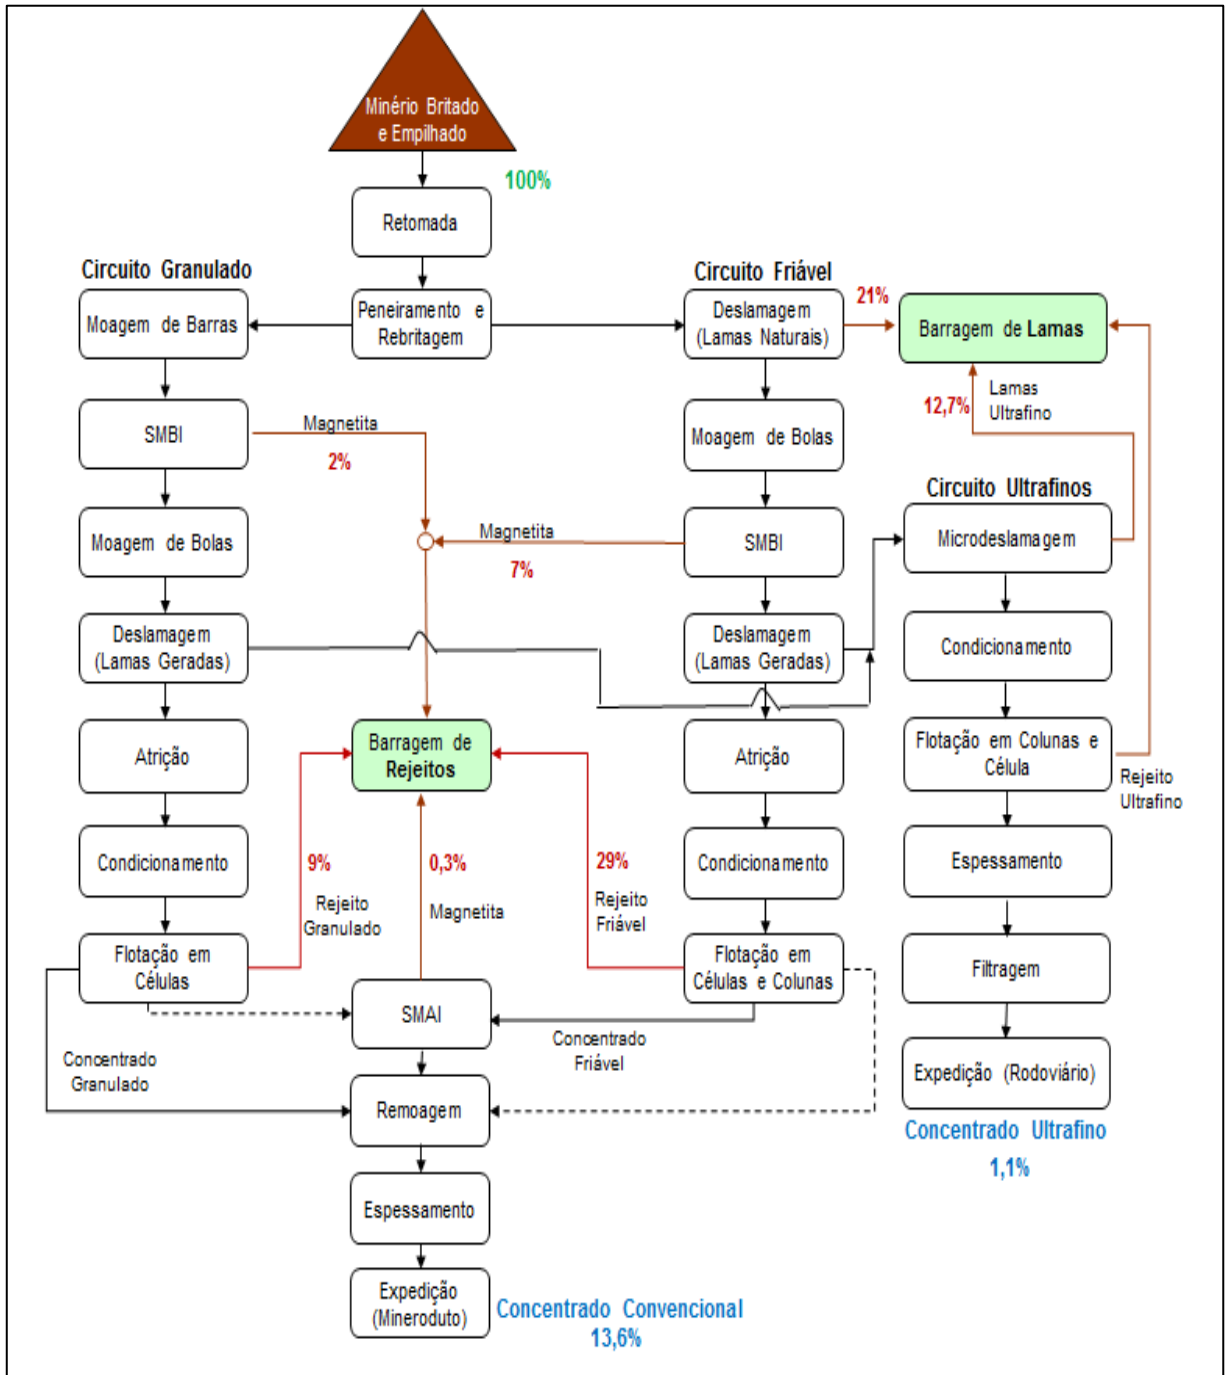 Minério Britado
e Empilhado
100%
Retomada
Circuito Granulado
Moagem de Barras
Peneiramento e
Rebritagem
Circuito Friável
Deslamagem
(Lamas Naturais)
21%
Barragem de Lamas
SMBI
Magnetita
2%
Moagem de Bolas
12,7%
Lamas
Ultrafino
Circuito Ultrafinos
Moagem de Bolas
Magnetita
7%
SMBI
Microdeslamagem
Deslamagem
(Lamas Geradas)
Deslamagem
(Lamas Geradas)
Condicionamento
Atrição
Barragem de
Rejeitos
Atrição
Flotação em Colunas e
Célula
Rejeito
Ultrafino
Condicionamento
9%
Rejeito
Granulado
0,3%
Magnetita
29%
Rejeito
Friável
Condicionamento
Espessamento
Flotação em
Células
SMAI
Flotação em
Células e Colunas
Filtragem
Concentrado
Granulado
Concentrado
Friável
Remoagem
Expedição (Rodoviário)
Concentrado Ultrafino
1,1%
Espessamento
Expedição
(Mineroduto)
Concentrado Convencional
13,6%